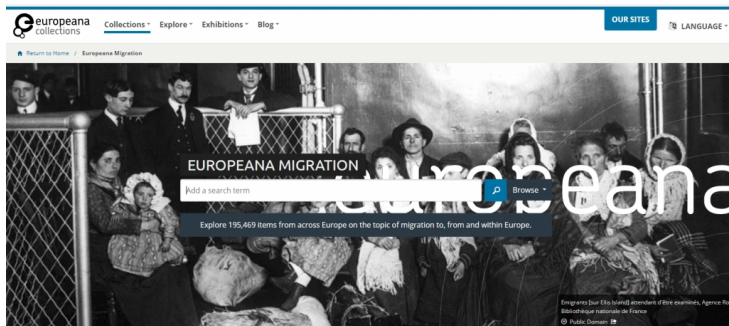 europeana
collections
Collections
Explore
Exhibitions
Blog
OUR SITES
LANGUAGE
Return to Home / Europeana Migration
EUROPEANA MIGRATION
europeana
Add a search term
Browse
Explore 195,469 items from across Europe on the topic of migration to, from and within Europe.
Emigrants [sur Ellis Island] attendant d'être examinés, Agence Ro
Bibliothèque nationale de France
Public Domain